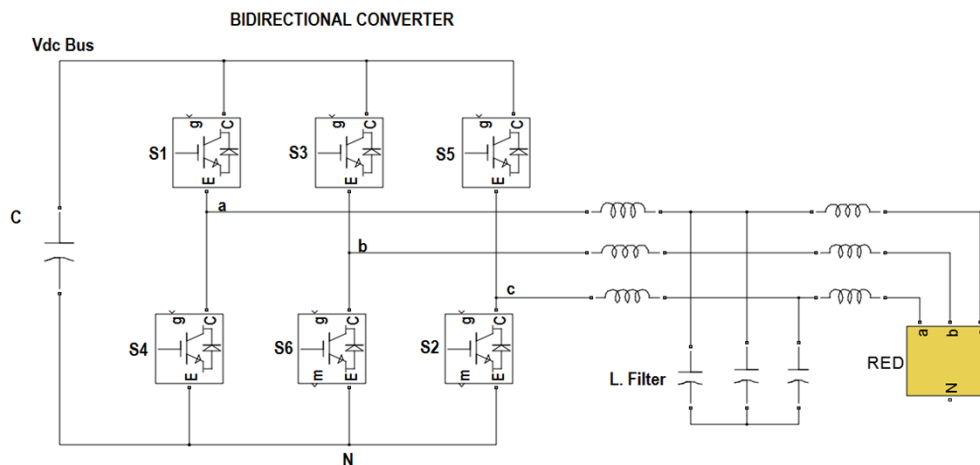 BIDIRECTIONAL CONVERTER
Vdc Bus
g C
S1
E
g C
S3
E
g C
S5
E
C
a
b
c
g C
S4
E
g C
S6
m E
g C
S2
m E
L. Filter
a b
RED
N
N